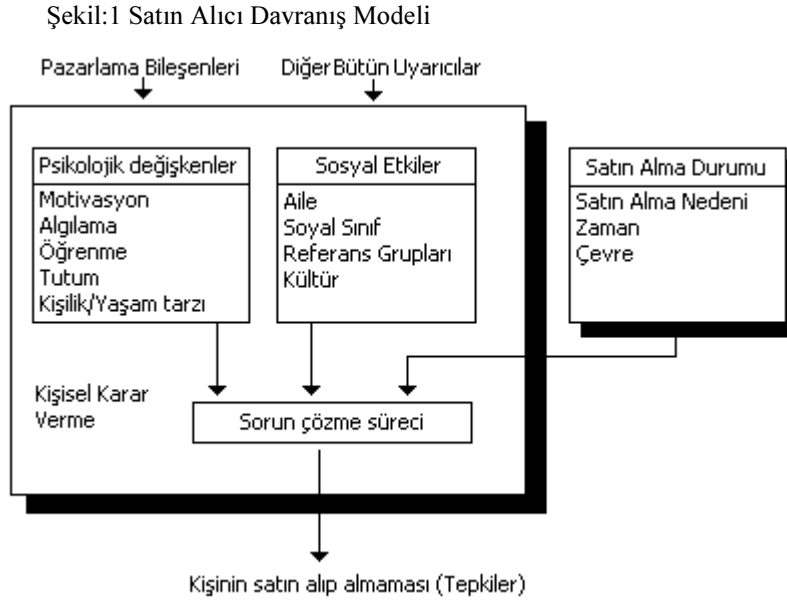 Şekil:1 Satın Alıcı Davranış Modeli
Pazarlama Bileşenleri
Diğer Bütün Uyarıcılar
Psikolojik değişkenler
Motivasyon
Algılama
Öğrenme
Tutum
Kişilik/Yaşam tarzı
Sosyal Etkiler
Aile
Soyal Sınıf
Referans Grupları
Kültür
Satın Alma Durumu
Satın Alma Nedeni
Zaman
Çevre
Kişisel Karar
Verme
Sorun çözme süreci
Kişinin satın alıp almaması (Tepkiler)